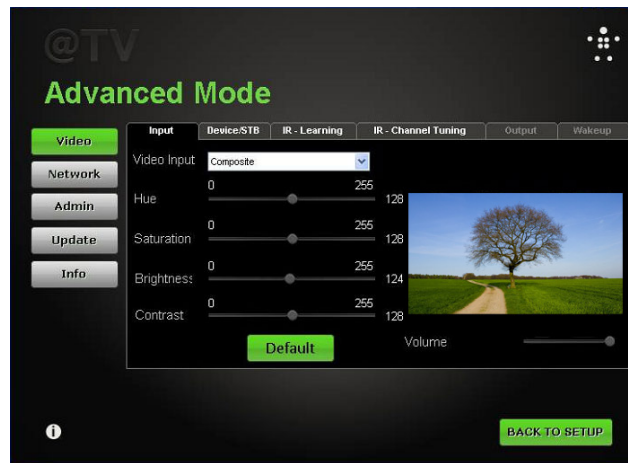 @TV
Advanced Mode
Video
Network
Admin
Update
Info
Input Device/STB IR - Learning IR - Channel Tuning Output Wakeup
Video Input Composite
0 255
Hue 128
0 255
Saturation 128
0 255
Brightness 124
0 255
Contrast 128
Default
Volume
i
BACK TO SETUP